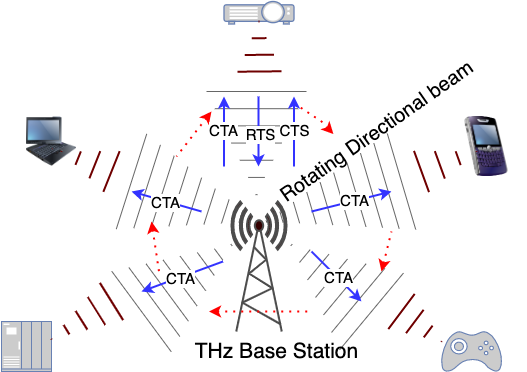 CTA RTS CTS
Rotating Directional beam
CTA
CTA
CTA
CTA
THz Base Station